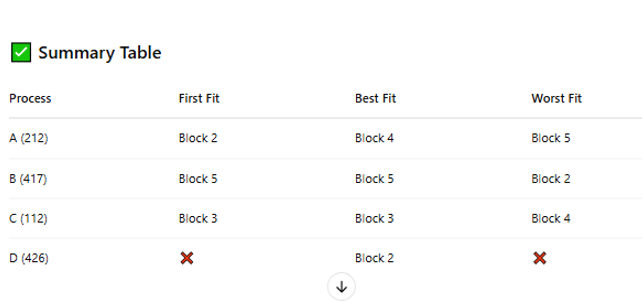 ✅ Summary Table
Process First Fit Best Fit Worst Fit
A (212) Block 2 Block 4 Block 5
B (417) Block 5 Block 5 Block 2
C (112) Block 3 Block 3 Block 4
D (426) ❌ Block 2 ❌